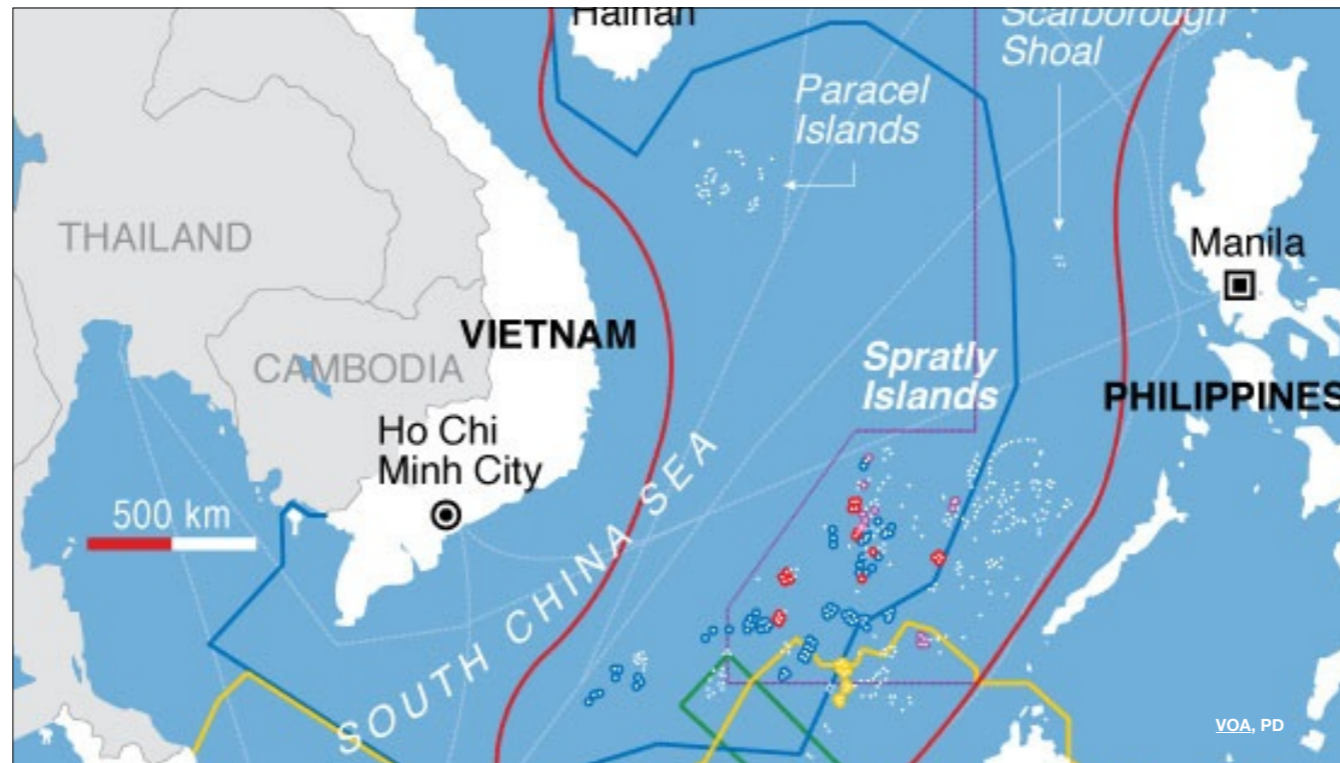 Hainan
Scarborough
Shoal
Paracel
Islands
THAILAND
Manila
VIETNAM
CAMBODIA
Spratly
Islands
PHILIPPINES
Ho Chi
Minh City
500 km
SOUTH CHINA SEA
VOA, PD